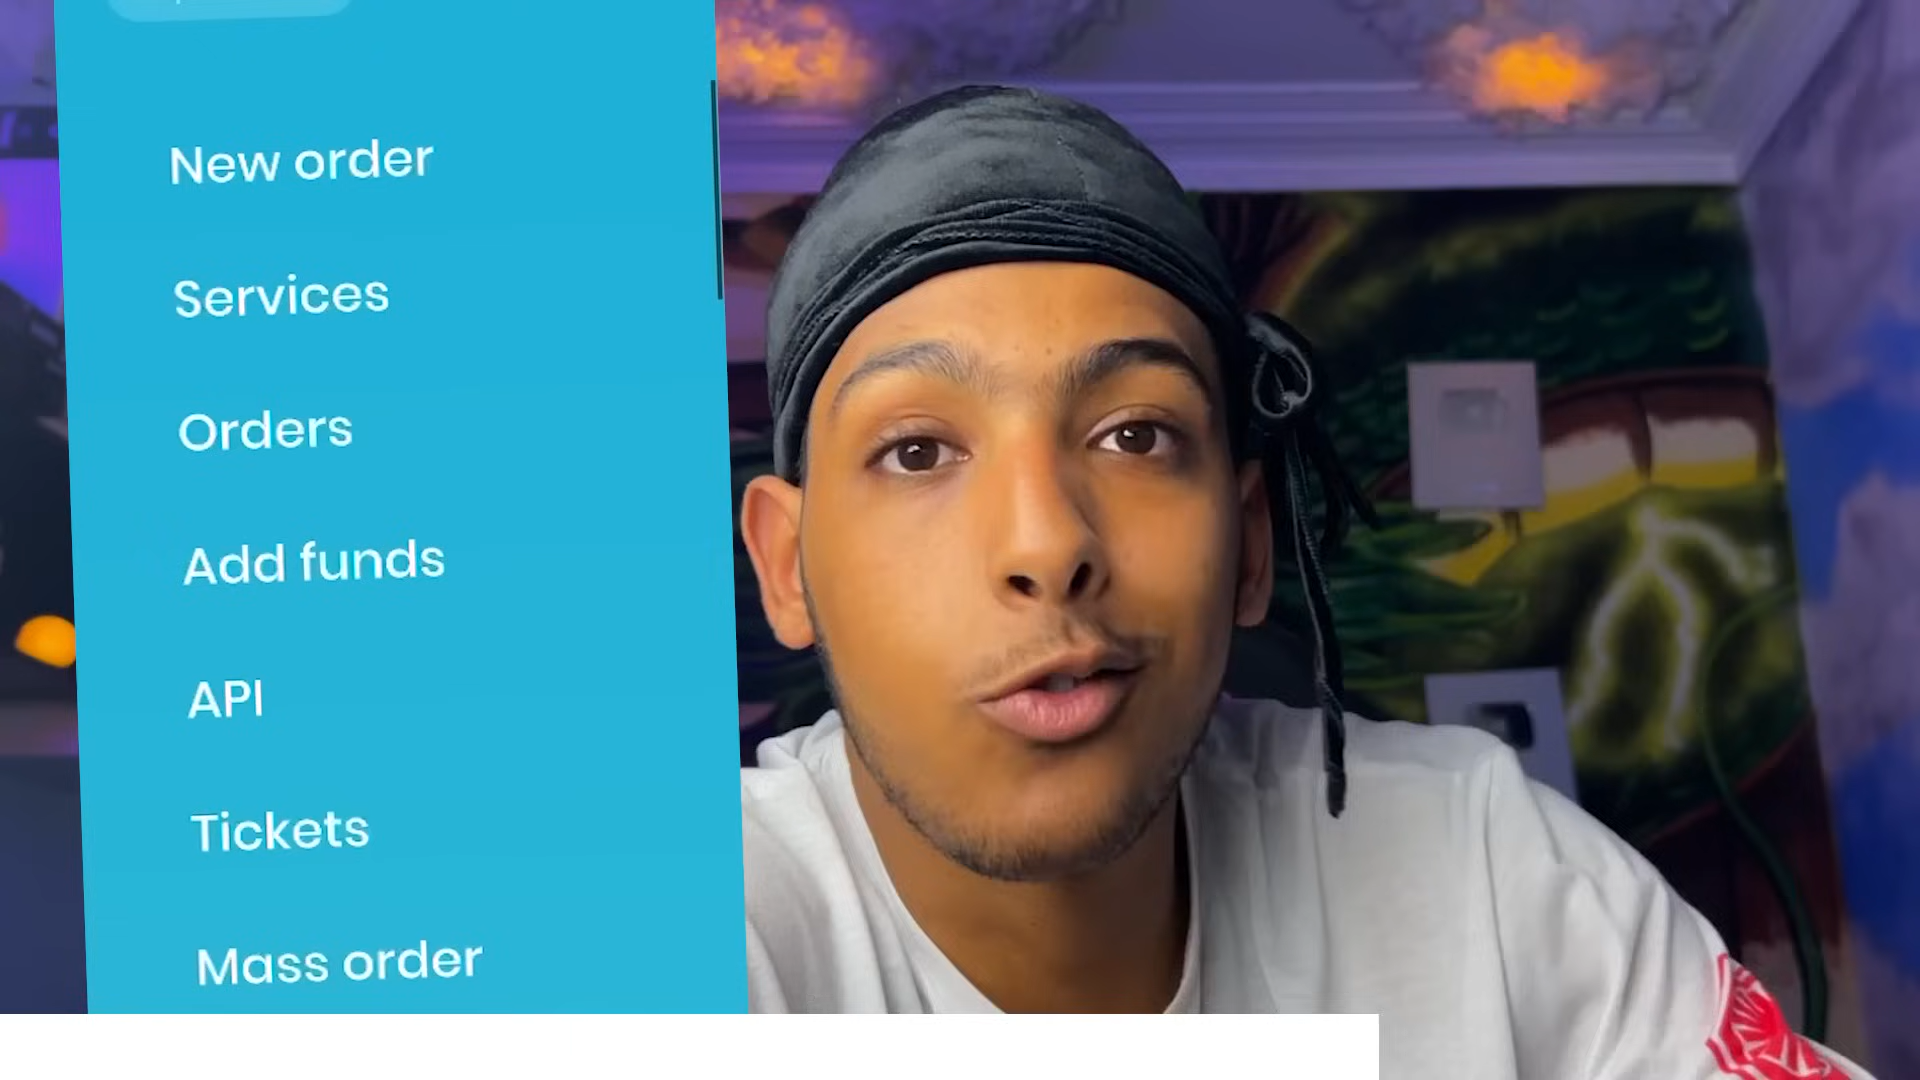 New order
Services
Orders
Add funds
API
Tickets
Mass order